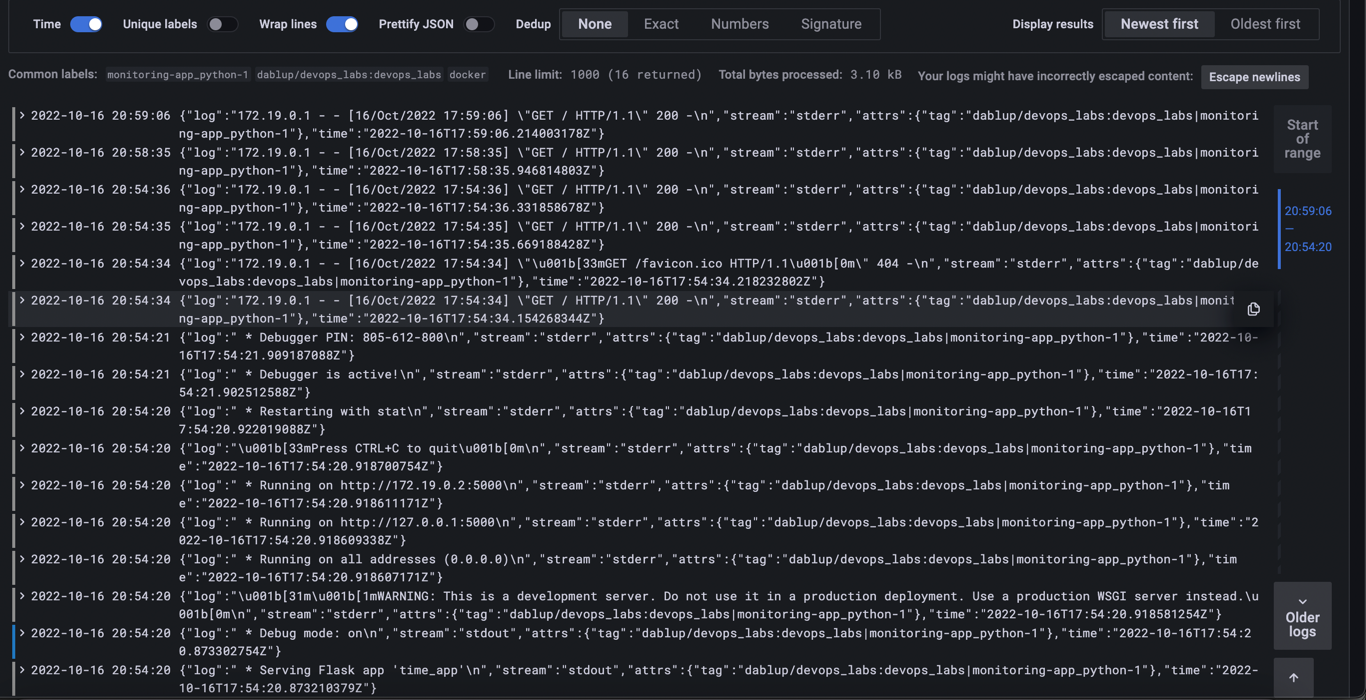 Time Unique labels Wrap lines Prettify JSON Dedup None Exact Numbers Signature Display results Newest first Oldest first
Common labels: monitoring-app_python-1 dablup/devops_labs:devops_labs docker Line limit: 1000 (16 returned) Total bytes processed: 3.10 kB Your logs might have incorrectly escaped content: Escape newlines
2022-10-16 20:59:06 {"log":"172.19.0.1 - - [16/Oct/2022 17:59:06] \"GET / HTTP/1.1\" 200 -\n","stream":"stderr","attrs":{"tag":"dablup/devops_labs:devops_labs|monitori
ng-app_python-1"},"time":"2022-10-16T17:59:06.214003178Z"}
2022-10-16 20:58:35 {"log":"172.19.0.1 - - [16/Oct/2022 17:58:35] \"GET / HTTP/1.1\" 200 -\n","stream":"stderr","attrs":{"tag":"dablup/devops_labs:devops_labs|monitori
ng-app_python-1"},"time":"2022-10-16T17:58:35.946814803Z"}
2022-10-16 20:54:36 {"log":"172.19.0.1 - - [16/Oct/2022 17:54:36] \"GET / HTTP/1.1\" 200 -\n","stream":"stderr","attrs":{"tag":"dablup/devops_labs:devops_labs|monitori
ng-app_python-1"},"time":"2022-10-16T17:54:36.331858678Z"}
2022-10-16 20:54:35 {"log":"172.19.0.1 - - [16/Oct/2022 17:54:35] \"GET / HTTP/1.1\" 200 -\n","stream":"stderr","attrs":{"tag":"dablup/devops_labs:devops_labs|monitori
ng-app_python-1"},"time":"2022-10-16T17:54:35.669188428Z"}
2022-10-16 20:54:34 {"log":"172.19.0.1 - - [16/Oct/2022 17:54:34] \"\u001b[33mGET /favicon.ico HTTP/1.1\u001b[0m\" 404 -\n","stream":"stderr","attrs":{"tag":"dablup/de
vops_labs:devops_labs|monitoring-app_python-1"},"time":"2022-10-16T17:54:34.218232802Z"}
2022-10-16 20:54:34 {"log":"172.19.0.1 - - [16/Oct/2022 17:54:34] \"GET / HTTP/1.1\" 200 -\n","stream":"stderr","attrs":{"tag":"dablup/devops_labs:devops_labs|monit
ng-app_python-1"},"time":"2022-10-16T17:54:34.154268344Z"}
2022-10-16 20:54:21 {"log":" * Debugger PIN: 805-612-800\n","stream":"stderr","attrs":{"tag":"dablup/devops_labs:devops_labs|monitoring-app_python-1"},"time":"2022-10-
16T17:54:21.909187088Z"}
2022-10-16 20:54:21 {"log":" * Debugger is active!\n","stream":"stderr","attrs":{"tag":"dablup/devops_labs:devops_labs|monitoring-app_python-1"},"time":"2022-10-16T17:
54:21.902512588Z"}
2022-10-16 20:54:20 {"log":" * Restarting with stat\n","stream":"stderr","attrs":{"tag":"dablup/devops_labs:devops_labs|monitoring-app_python-1"},"time":"2022-10-16T1
7:54:20.922019088Z"}
2022-10-16 20:54:20 {"log":"\u001b[33mPress CTRL+C to quit\u001b[0m\n","stream":"stderr","attrs":{"tag":"dablup/devops_labs:devops_labs|monitoring-app_python-1"},"tim
e":"2022-10-16T17:54:20.918700754Z"}
2022-10-16 20:54:20 {"log":" * Running on http://172.19.0.2:5000\n","stream":"stderr","attrs":{"tag":"dablup/devops_labs:devops_labs|monitoring-app_python-1"},"tim
e":"2022-10-16T17:54:20.918611171Z"}
2022-10-16 20:54:20 {"log":" * Running on http://127.0.0.1:5000\n","stream":"stderr","attrs":{"tag":"dablup/devops_labs:devops_labs|monitoring-app_python-1"},"time":"2
022-10-16T17:54:20.918609338Z"}
2022-10-16 20:54:20 {"log":" * Running on all addresses (0.0.0.0)\n","stream":"stderr","attrs":{"tag":"dablup/devops_labs:devops_labs|monitoring-app_python-1"},"tim
e":"2022-10-16T17:54:20.918607171Z"}
2022-10-16 20:54:20 {"log":"\u001b[31m\u001b[1mWARNING: This is a development server. Do not use it in a production deployment. Use a production WSGI server instead.\u
001b[0m\n","stream":"stderr","attrs":{"tag":"dablup/devops_labs:devops_labs|monitoring-app_python-1"},"time":"2022-10-16T17:54:20.918581254Z"}
2022-10-16 20:54:20 {"log":" * Debug mode: on\n","stream":"stdout","attrs":{"tag":"dablup/devops_labs:devops_labs|monitoring-app_python-1"},"time":"2022-10-16T17:54:2
0.873302754Z"}
2022-10-16 20:54:20 {"log":" * Serving Flask app 'time_app'\n","stream":"stdout","attrs":{"tag":"dablup/devops_labs:devops_labs|monitoring-app_python-1"},"time":"2022-
10-16T17:54:20.873210379Z"}
Start
of
range
20:59:06
—
20:54:20
Older
logs